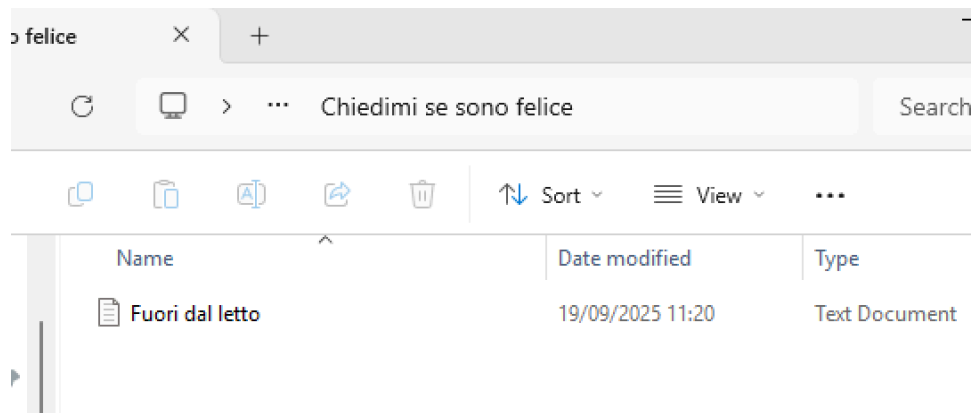 felice
Chiedimi se sono felice
Search
Sort
View
Name
Date modified
Type
Fuori dal letto
19/09/2025 11:20
Text Document